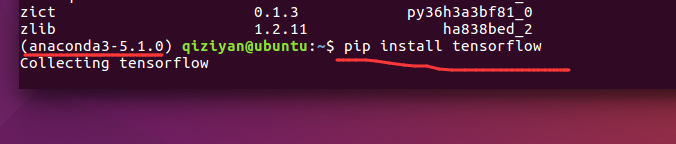 zict 0.1.3 py36h3a3bf81_0
zlib 1.2.11 ha838bed_2
(anaconda3-5.1.0) qiziyan@ubuntu:~$ pip install tensorflow
Collecting tensorflow